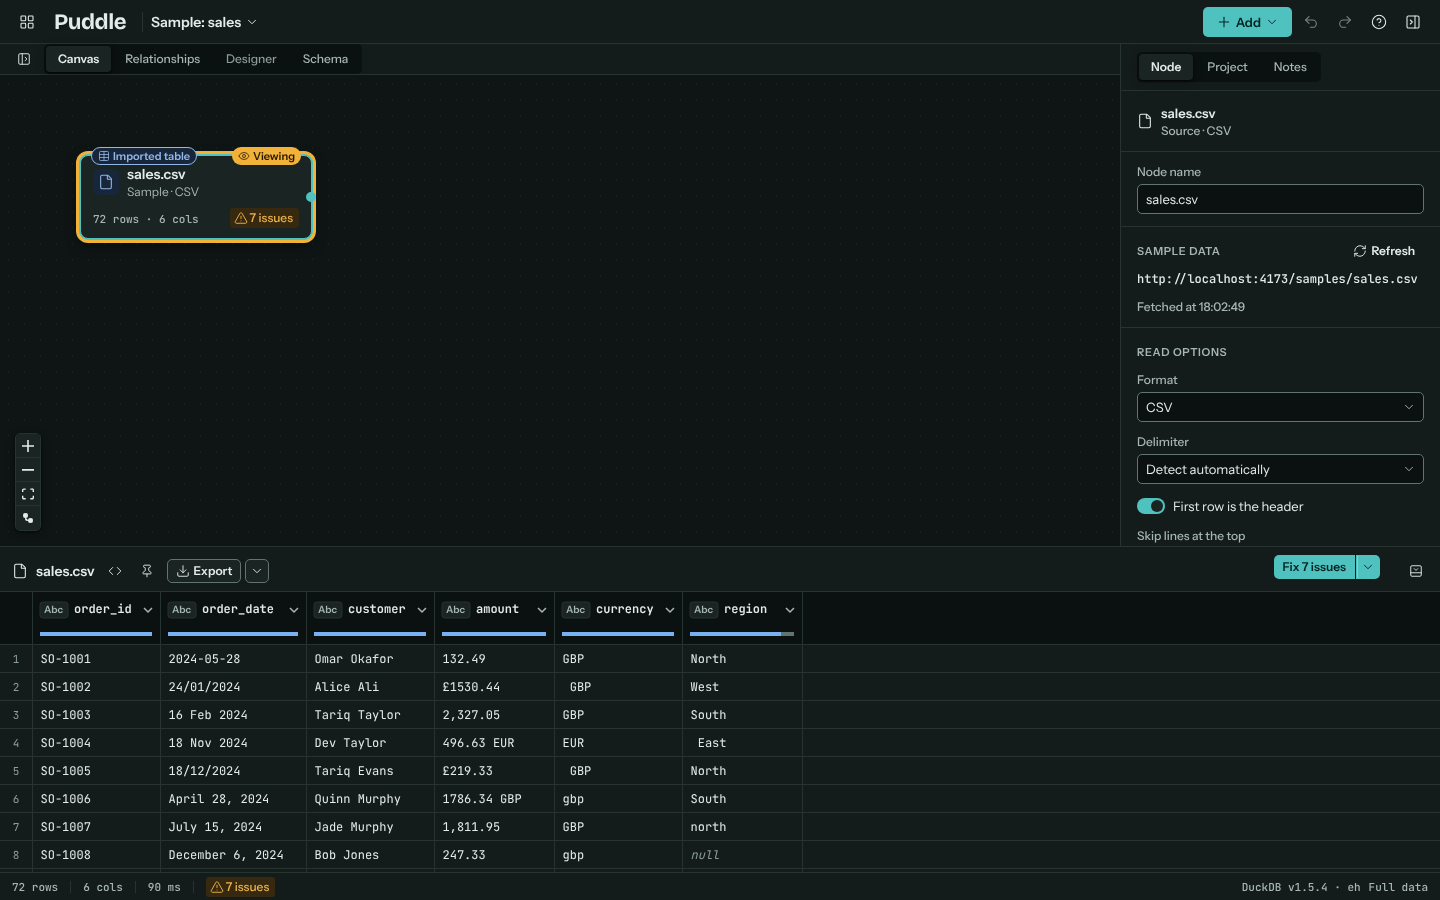 Puddle
Sample: sales
Add
Canvas Relationships Designer Schema
Node Project Notes
Imported table
Viewing
sales.csv
Sample · CSV
72 rows · 6 cols
7 issues
sales.csv
Source · CSV
Node name
sales.csv
SAMPLE DATA
Refresh
http://localhost:4173/samples/sales.csv
Fetched at 18:02:49
READ OPTIONS
Format
CSV
Delimiter
Detect automatically
First row is the header
Skip lines at the top
sales.csv
Export
Fix 7 issues
Abc order_id Abc order_date Abc customer Abc amount Abc currency Abc region
1 SO-1001 2024-05-28 Omar Okafor 132.49 GBP North
2 SO-1002 24/01/2024 Alice Ali £1530.44 GBP West
3 SO-1003 16 Feb 2024 Tariq Taylor 2,327.05 GBP South
4 SO-1004 18 Nov 2024 Dev Taylor 496.63 EUR EUR East
5 SO-1005 18/12/2024 Tariq Evans £219.33 GBP North
6 SO-1006 April 28, 2024 Quinn Murphy 1786.34 GBP gbp South
7 SO-1007 July 15, 2024 Jade Murphy 1,811.95 GBP north
8 SO-1008 December 6, 2024 Bob Jones 247.33 gbp null
72 rows 6 cols 90 ms 7 issues
DuckDB v1.5.4 · eh Full data